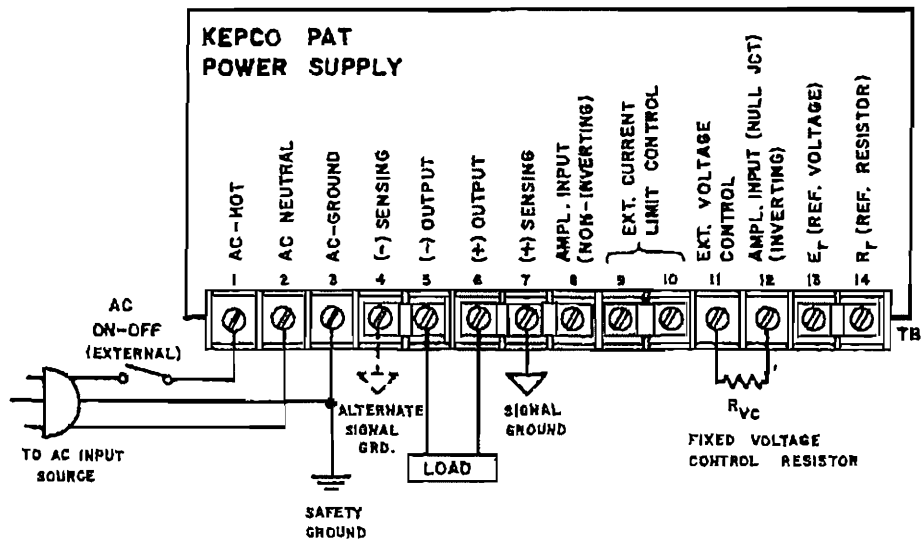 KEPCO PAT
POWER SUPPLY
AC-HOT
AC NEUTRAL
AC-GROUND
(-) SENSING
(-) OUTPUT
(+) OUTPUT
(+) SENSING
AMPL. INPUT
(NON-INVERTING)
EXT. CURRENT
LIMIT CONTROL
EXT. VOLTAGE
CONTROL
AMPL. INPUT (NULL JCT)
(INVERTING)
Er (REF. VOLTAGE)
Rr (REF. RESISTOR)
1 2 3 4 5 6 7 8 9 10 11 12 13 14
TB
AC
ON-OFF
(EXTERNAL)
TO AC INPUT
SOURCE
ALTERNATE
SIGNAL
GRD.
SIGNAL
GROUND
LOAD
SAFETY
GROUND
RVC
FIXED VOLTAGE
CONTROL RESISTOR